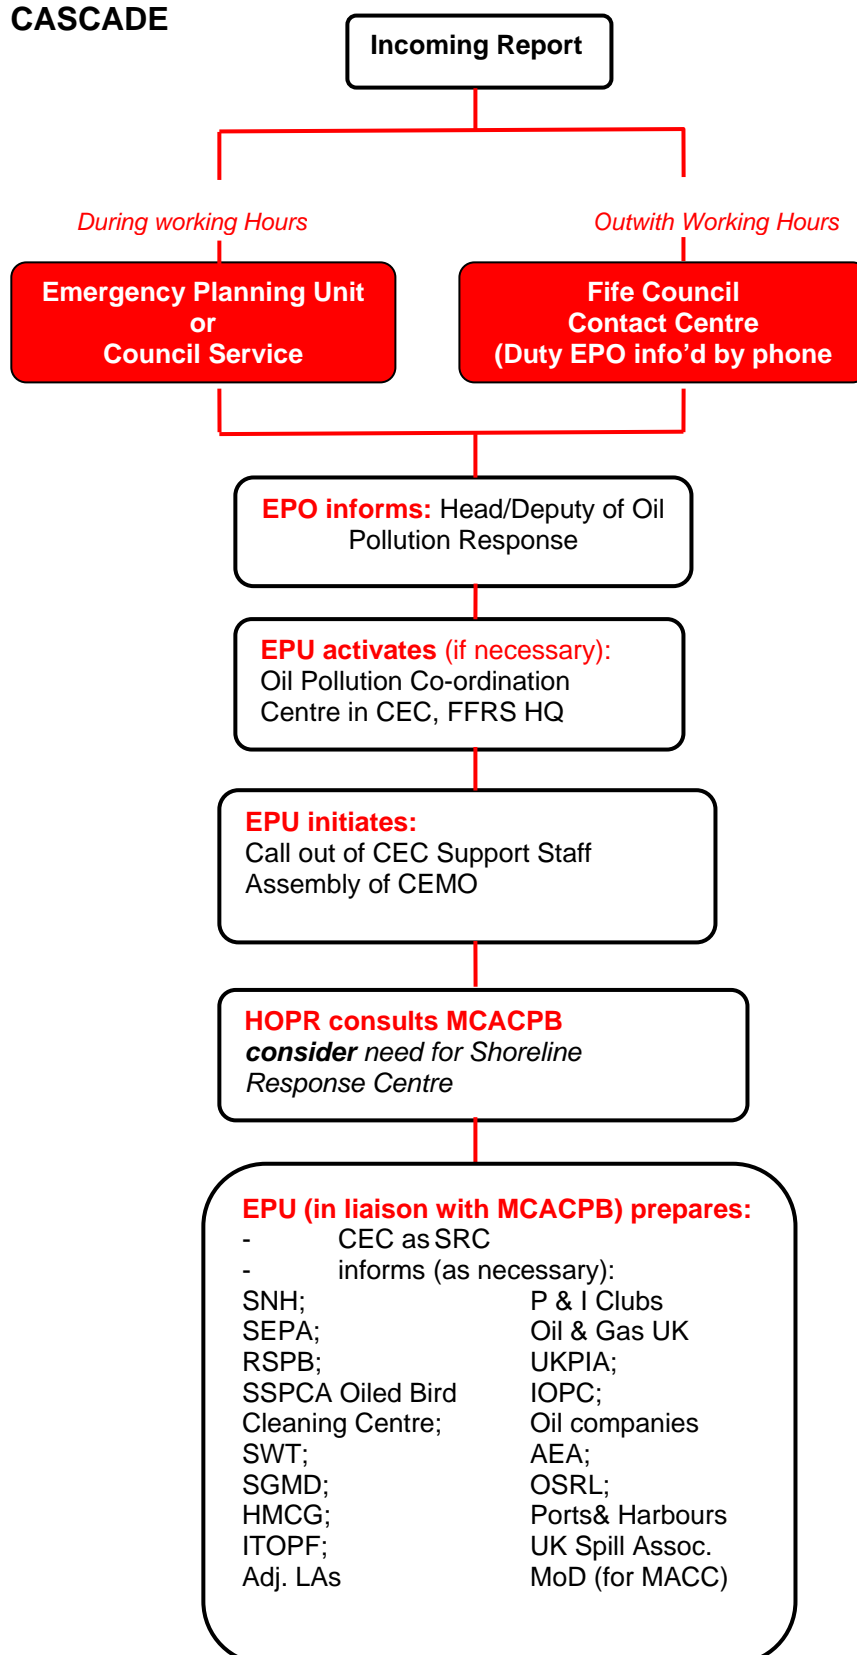 CASCADE
Incoming Report
During working Hours
Outwith Working Hours
Emergency Planning Unit
or
Council Service
Fife Council
Contact Centre
(Duty EPO info’d by phone
EPO informs: Head/Deputy of Oil
Pollution Response
EPU activates (if necessary):
Oil Pollution Co-ordination
Centre in CEC, FFRS HQ
EPU initiates:
Call out of CEC Support Staff
Assembly of CEMO
HOPR consults MCACPB
consider need for Shoreline
Response Centre
EPU (in liaison with MCACPB) prepares:
- CEC as SRC
- informs (as necessary):
SNH; P & I Clubs
SEPA; Oil & Gas UK
RSPB; UKPIA;
SSPCA Oiled Bird IOPC;
Cleaning Centre; Oil companies
SWT; AEA;
SGMD; OSRL;
HMCG; Ports& Harbours
ITOPF; UK Spill Assoc.
Adj. LAs MoD (for MACC)